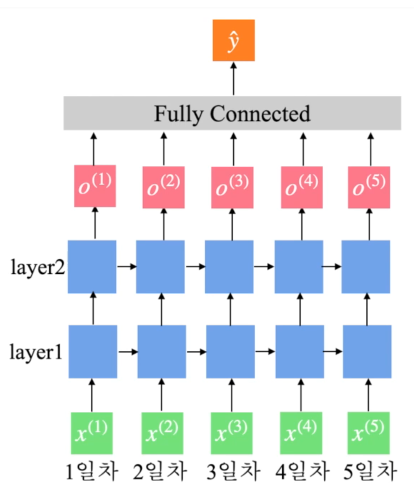 ŷ
Fully Connected
o⁽¹⁾ o⁽²⁾ o⁽³⁾ o⁽⁴⁾ o⁽⁵⁾
layer2
layer1
x⁽¹⁾ x⁽²⁾ x⁽³⁾ x⁽⁴⁾ x⁽⁵⁾
1일차 2일차 3일차 4일차 5일차